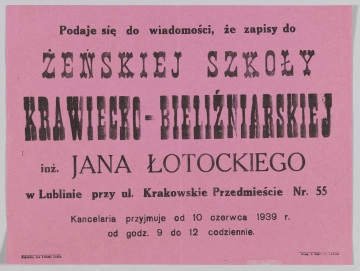 Podaje się do wiadomości, że zapisy do
ŻEŃSKIEJ SZKOŁY
KRAWIECKO-BIELIŹNIARSKIEJ
inż. JANA ŁOTOCKIEGO
w Lublinie przy ul. Krakowskie Przedmieście Nr. 55
Kancelaria przyjmuje od 10 czerwca 1939 r.
od godz. 9 do 12 codziennie.